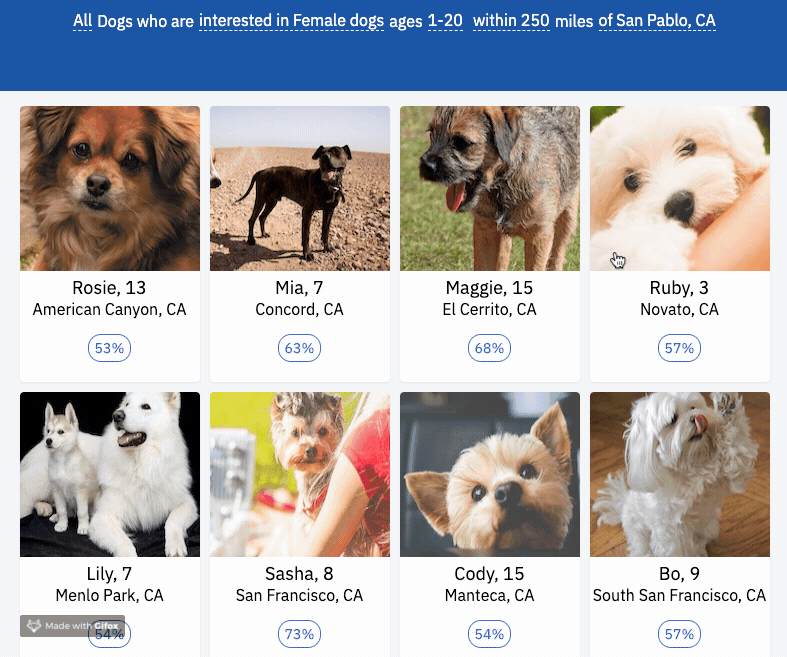 All Dogs who are interested in Female dogs ages 1-20 within 250 miles of San Pablo, CA
Rosie, 13
American Canyon, CA
53%
Mia, 7
Concord, CA
63%
Maggie, 15
El Cerrito, CA
68%
Ruby, 3
Novato, CA
57%
Lily, 7
Menlo Park, CA
54%
Made with Gifox
Sasha, 8
San Francisco, CA
73%
Cody, 15
Manteca, CA
54%
Bo, 9
South San Francisco, CA
57%